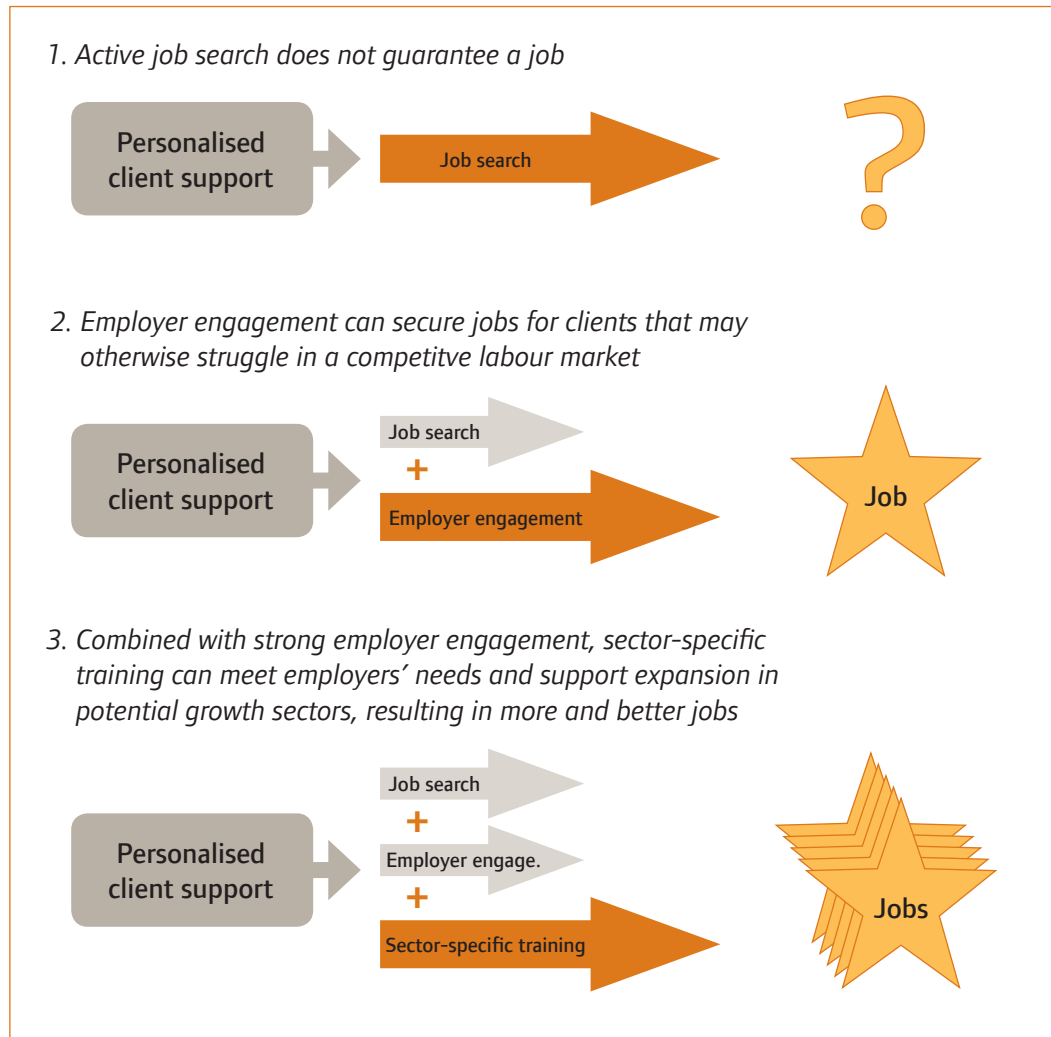 1. Active job search does not guarantee a job
Personalised
client support
Job search
?
2. Employer engagement can secure jobs for clients that may
otherwise struggle in a competitve labour market
Personalised
client support
Job search
+
Employer engagement
Job
3. Combined with strong employer engagement, sector-specific
training can meet employers’ needs and support expansion in
potential growth sectors, resulting in more and better jobs
Personalised
client support
Job search
+
Employer engage.
+
Sector-specific training
Jobs